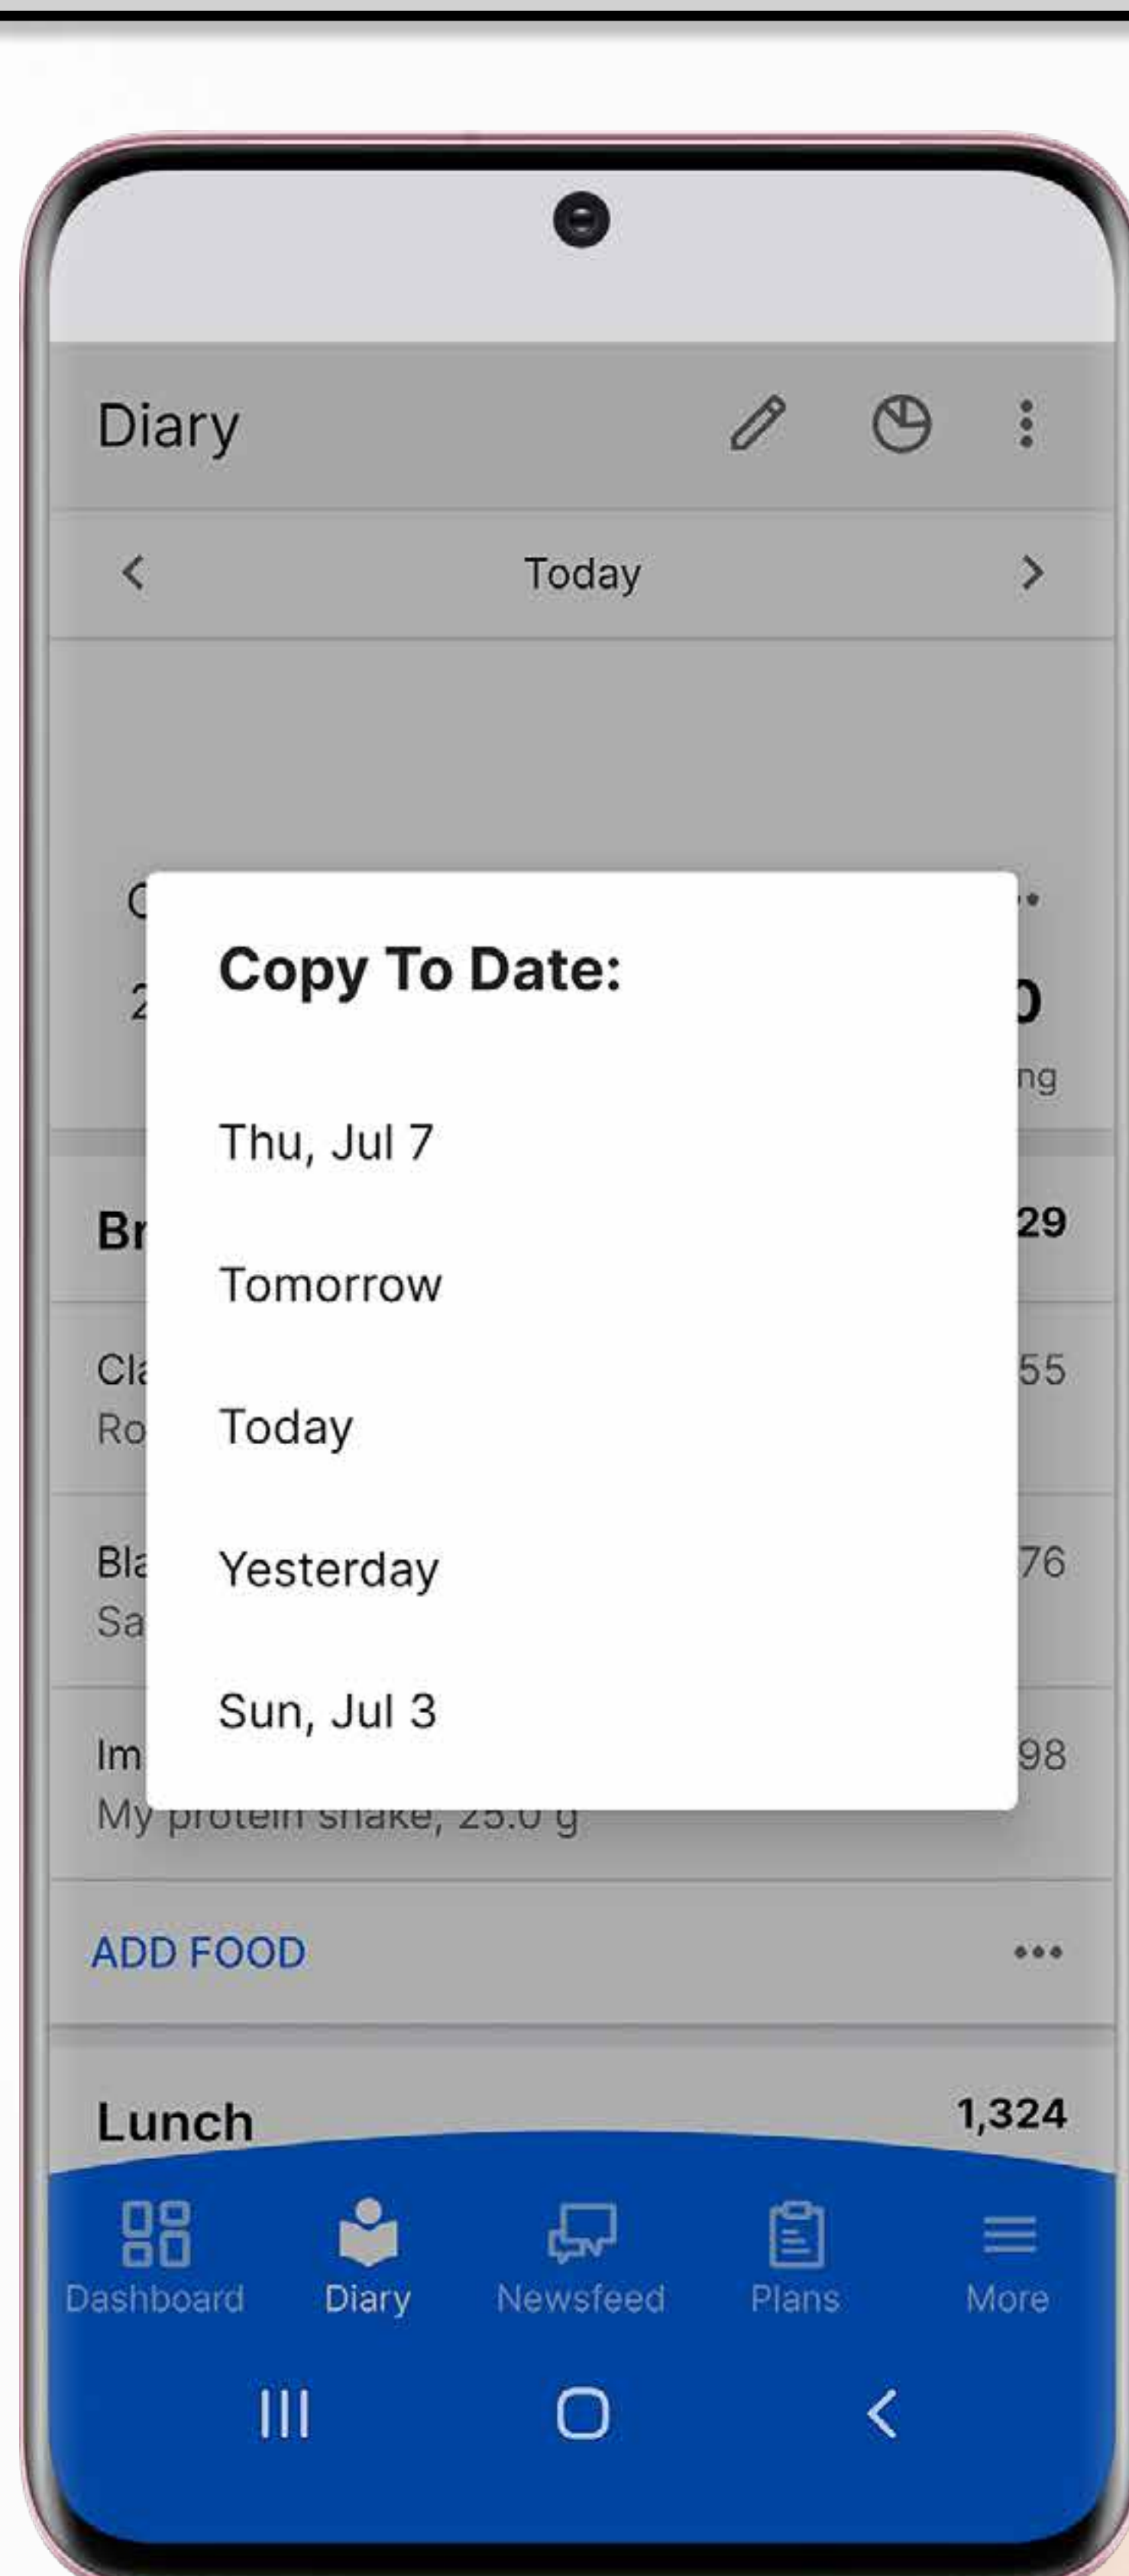 Diary
Today
Copy To Date:
Thu, Jul 7
Tomorrow
Today
Yesterday
Sun, Jul 3
29
55
76
98
My protein shake, 25.0 g
ADD FOOD
Lunch 1,324
Dashboard Diary Newsfeed Plans More